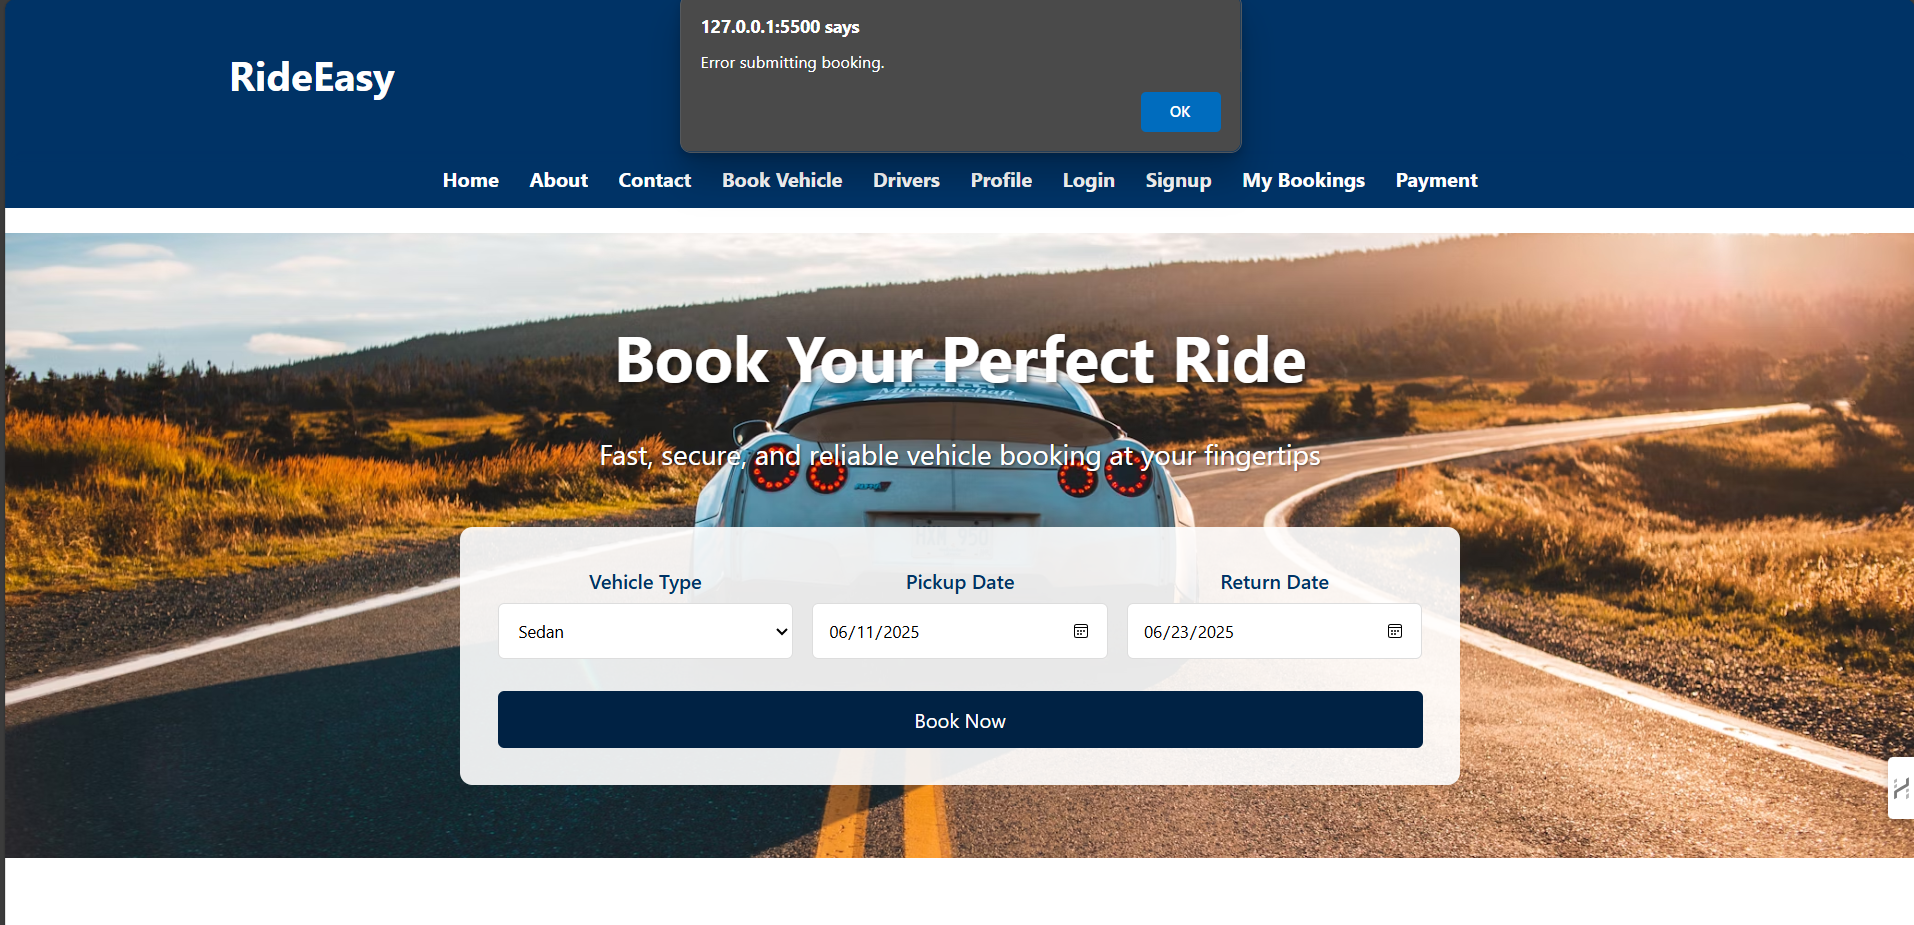 127.0.0.1:5500 says
Error submitting booking.
OK
RideEasy
Home About Contact Book Vehicle Drivers Profile Login Signup My Bookings Payment
Book Your Perfect Ride
Fast, secure, and reliable vehicle booking at your fingertips
Vehicle Type Pickup Date Return Date
Sedan 06/11/2025 06/23/2025
Book Now